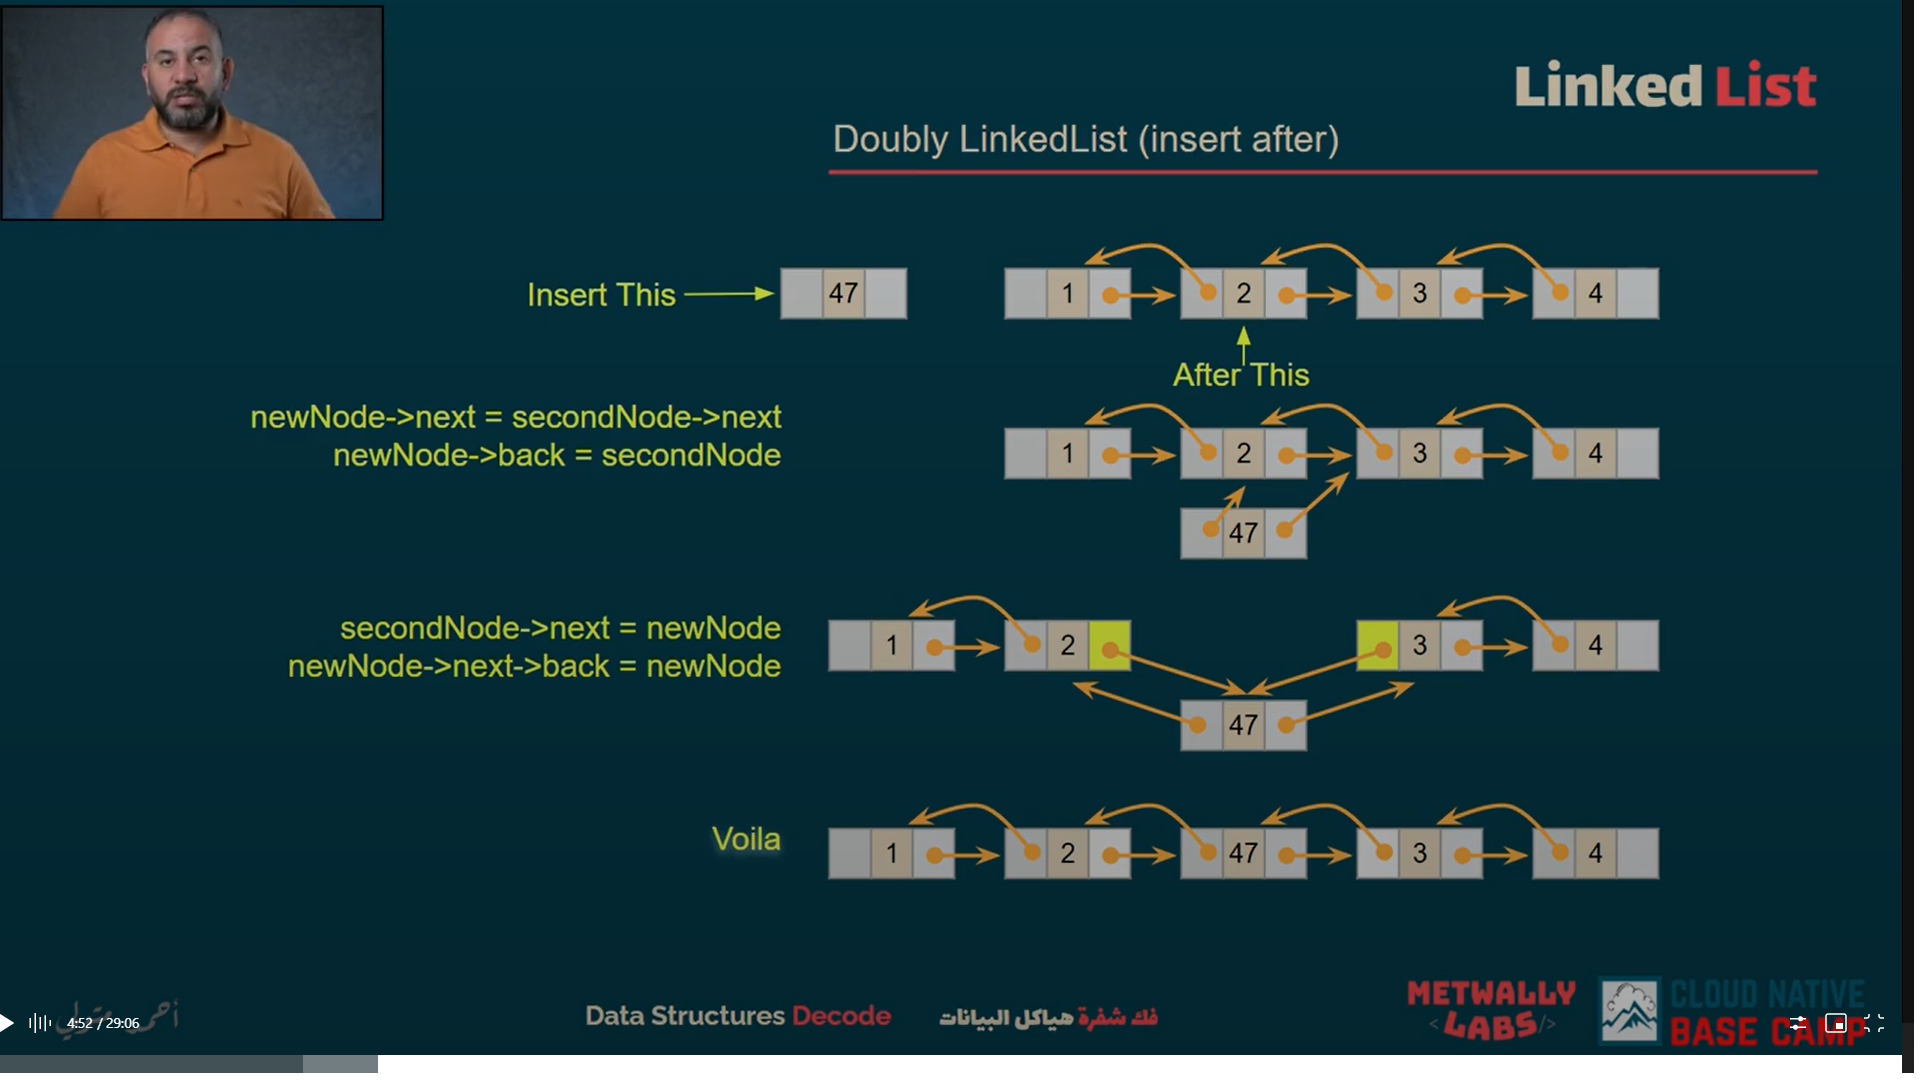 Linked List
Doubly LinkedList (insert after)
Insert This
47
1 2 3 4
After This
newNode->next = secondNode->next
newNode->back = secondNode
1 2 3 4
47
secondNode->next = newNode
newNode->next->back = newNode
1 2 3 4
47
Voila
1 2 47 3 4
4:52 / 29:06
Data Structures Decode
فك شفرة هياكل البيانات
METWALLY
<LABS/>
CLOUD NATIVE
BASE CAMP